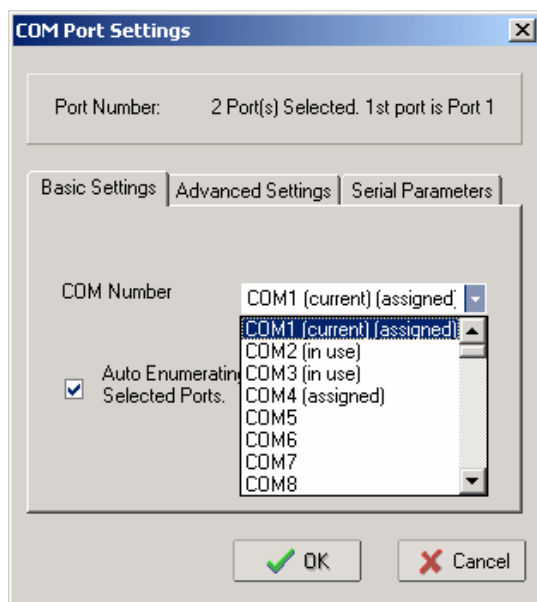 COM Port Settings
Port Number: 2 Port(s) Selected. 1st port is Port 1
Basic Settings Advanced Settings Serial Parameters
COM Number COM1 (current) (assigned)
COM1 (current) (assigned)
COM2 (in use)
Auto Enumerating COM3 (in use)
Selected Ports. COM4 (assigned)
COM5
COM6
COM7
COM8
OK Cancel